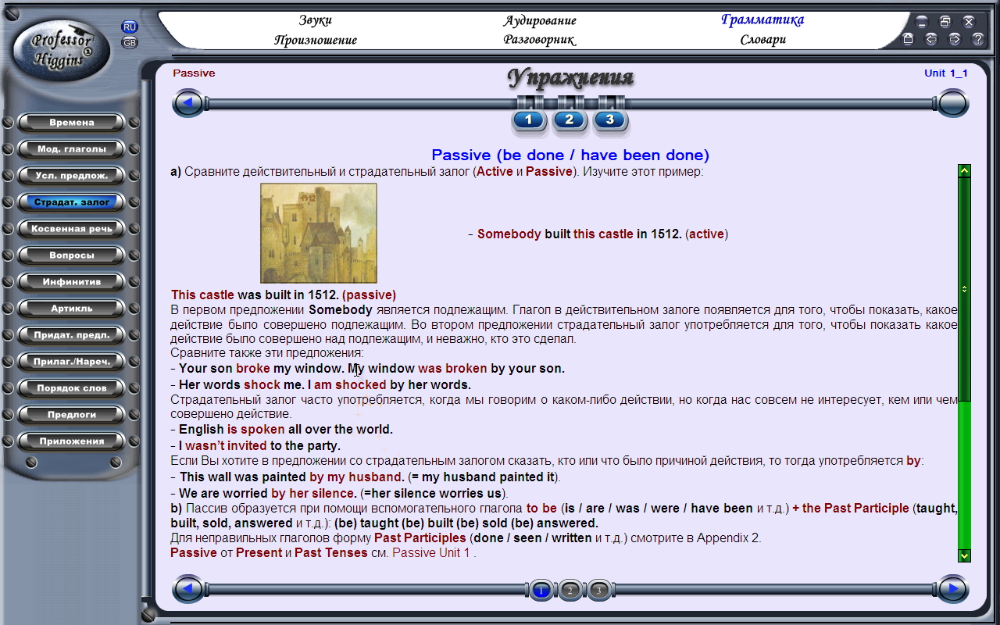 Professor
Higgins
RU
GB
Звуки
Аудирование
Грамматика
Произношение
Разговорник
Словари
?
Времена
Мод. глаголы
Усл. предлож.
Страдат. залог
Косвенная речь
Вопросы
Инфинитив
Артикль
Придат. предл.
Прилаг./Нареч.
Порядок слов
Предлоги
Приложения
Passive
Упражнения
Unit 1_1
1 2 3
Passive (be done / have been done)
a) Сравните действительный и страдательный залог (Active и Passive). Изучите этот пример:
1512
- Somebody built this castle in 1512. (active)
This castle was built in 1512. (passive)
В первом предложении Somebody является подлежащим. Глагол в действительном залоге появляется для того, чтобы показать, какое
действие было совершено подлежащим. Во втором предложении страдательный залог употребляется для того, чтобы показать какое
действие было совершено над подлежащим, и неважно, кто это сделал.
Сравните также эти предложения:
- Your son broke my window. My window was broken by your son.
- Her words shock me. I am shocked by her words.
Страдательный залог часто употребляется, когда мы говорим о каком-либо действии, но когда нас совсем не интересует, кем или чем
совершено действие.
- English is spoken all over the world.
- I wasn't invited to the party.
Если Вы хотите в предложении со страдательным залогом сказать, кто или что было причиной действия, то тогда употребляется by:
- This wall was painted by my husband. (= my husband painted it).
- We are worried by her silence. (=her silence worries us).
b) Пассив образуется при помощи вспомогательного глагола to be (is / are / was / were / have been и т.д.) + the Past Participle (taught,
built, sold, answered и т.д.): (be) taught (be) built (be) sold (be) answered.
Для неправильных глаголов форму Past Participles (done / seen / written и т.д.) смотрите в Appendix 2.
Passive от Present и Past Tenses см. Passive Unit 1 .
1 2 3